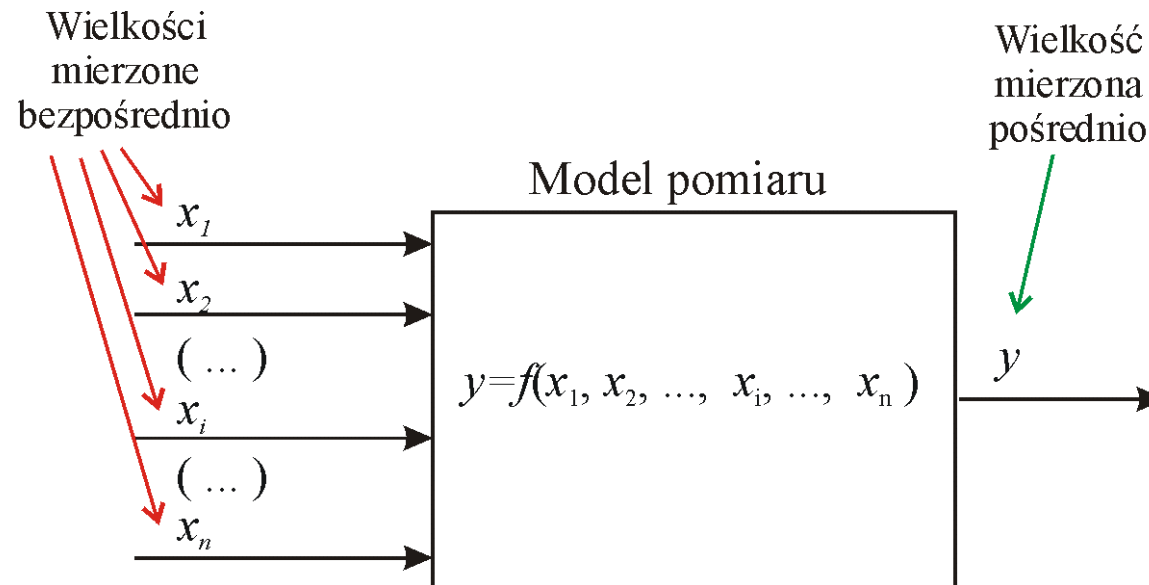 Wielkości
mierzone
bezpośrednio
Wielkość
mierzona
pośrednio
Model pomiaru
x₁
x₂
( ... )
xᵢ
( ... )
xₙ
y=f(x₁, x₂, ..., xᵢ, ..., xₙ )
y